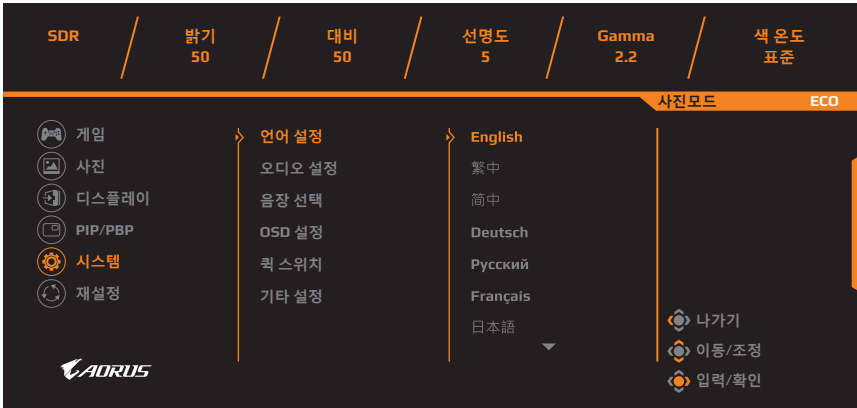 SDR 밝기 대비 선명도 Gamma 색 온도
50 50 5 2.2 표준
사진모드 ECO
게임 언어 설정 English
사진 오디오 설정 繁中
디스플레이 음장 선택 简中
PIP/PBP OSD 설정 Deutsch
시스템 퀵 스위치 Русский
재설정 기타 설정 Français
日本語
나가기
이동/조정
입력/확인
AORUS